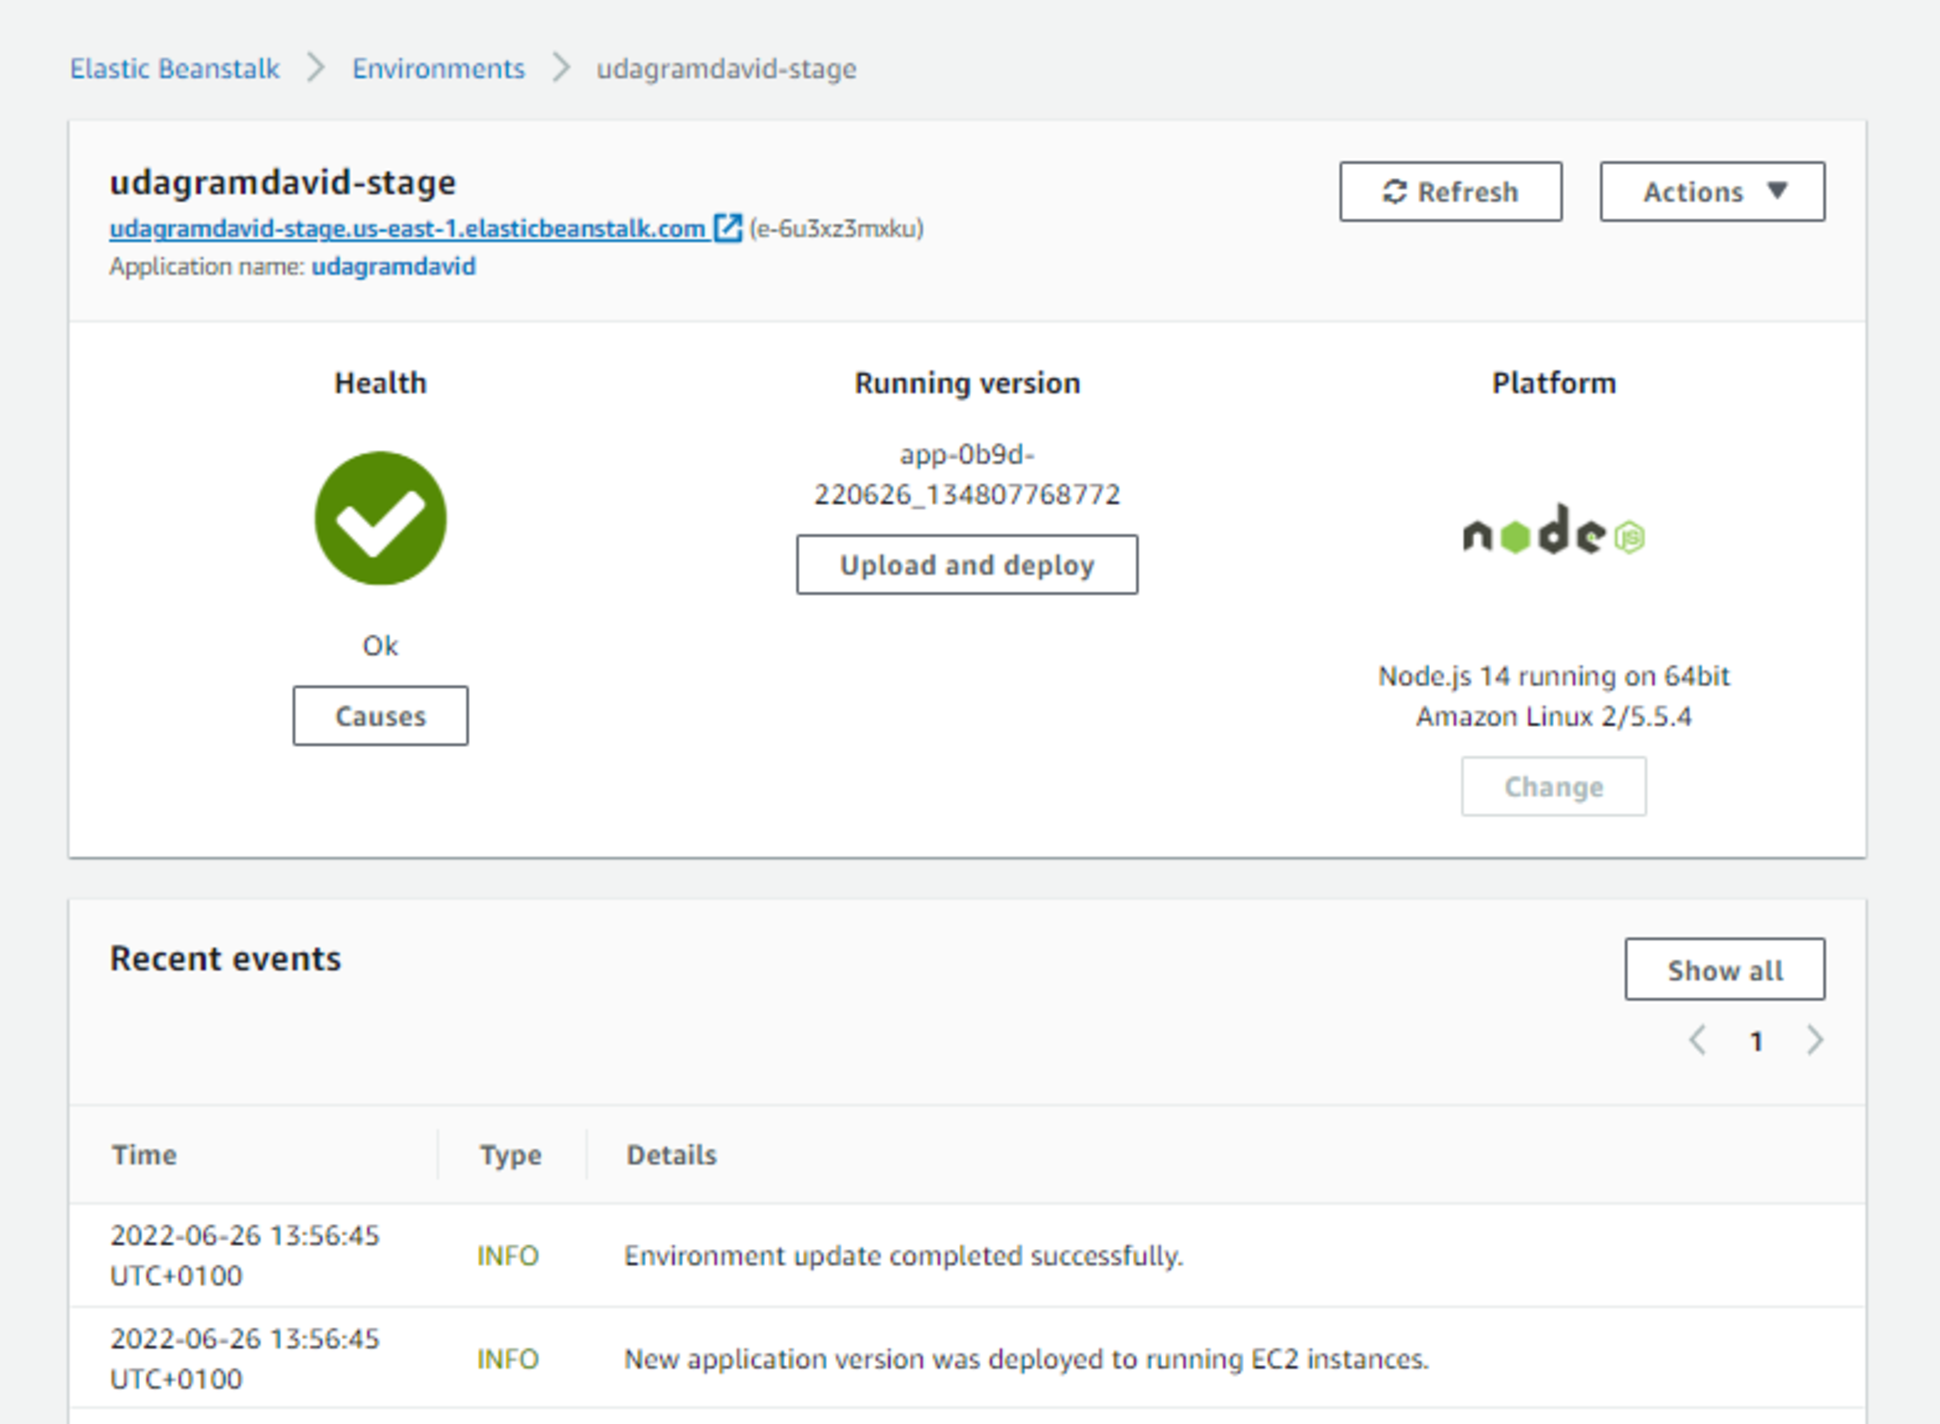 Elastic Beanstalk > Environments > udagramdavid-stage
udagramdavid-stage
Refresh
Actions
udagramdavid-stage.us-east-1.elasticbeanstalk.com (e-6u3xz3mxku)
Application name: udagramdavid
Health
Running version
Platform
app-0b9d-
220626_134807768772
Upload and deploy
node
JS
Ok
Causes
Node.js 14 running on 64bit
Amazon Linux 2/5.5.4
Change
Recent events
Show all
1
Time
Type
Details
2022-06-26 13:56:45
UTC+0100
INFO
Environment update completed successfully.
2022-06-26 13:56:45
UTC+0100
INFO
New application version was deployed to running EC2 instances.